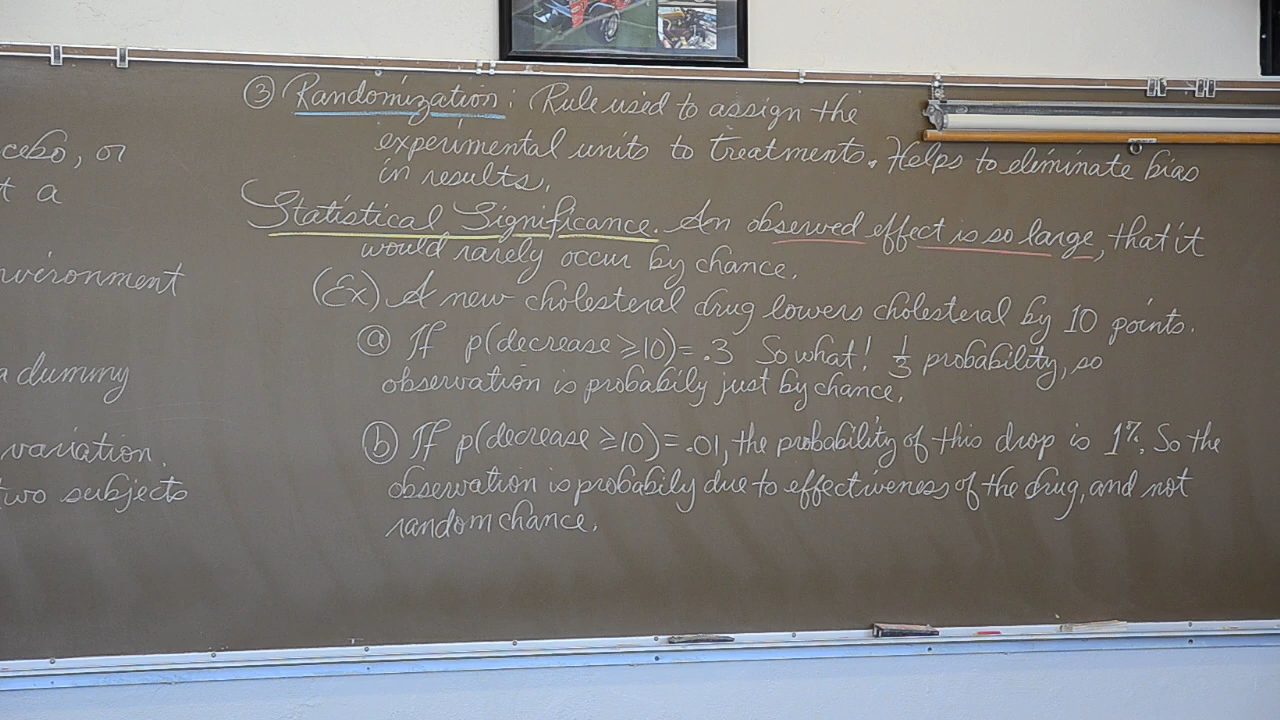 ③ Randomization: Rule used to assign the
experimental units to treatments. Helps to eliminate bias
in results.
Statistical Significance. An observed effect is so large, that it
would rarely occur by chance.
(Ex) A new cholesteral drug lowers cholesteral by 10 points.
ⓐ If p(decrease ≥10)= .3 So what! 1/3 probability, so
observation is probabily just by chance.
ⓑ If p(decrease ≥10)=.01, the probability of this drop is 1%. So the
observation is probabily due to effectiveness of the drug, and not
random chance.
cebo, or
t a
nvironment
a dummy
variation.
two subjects